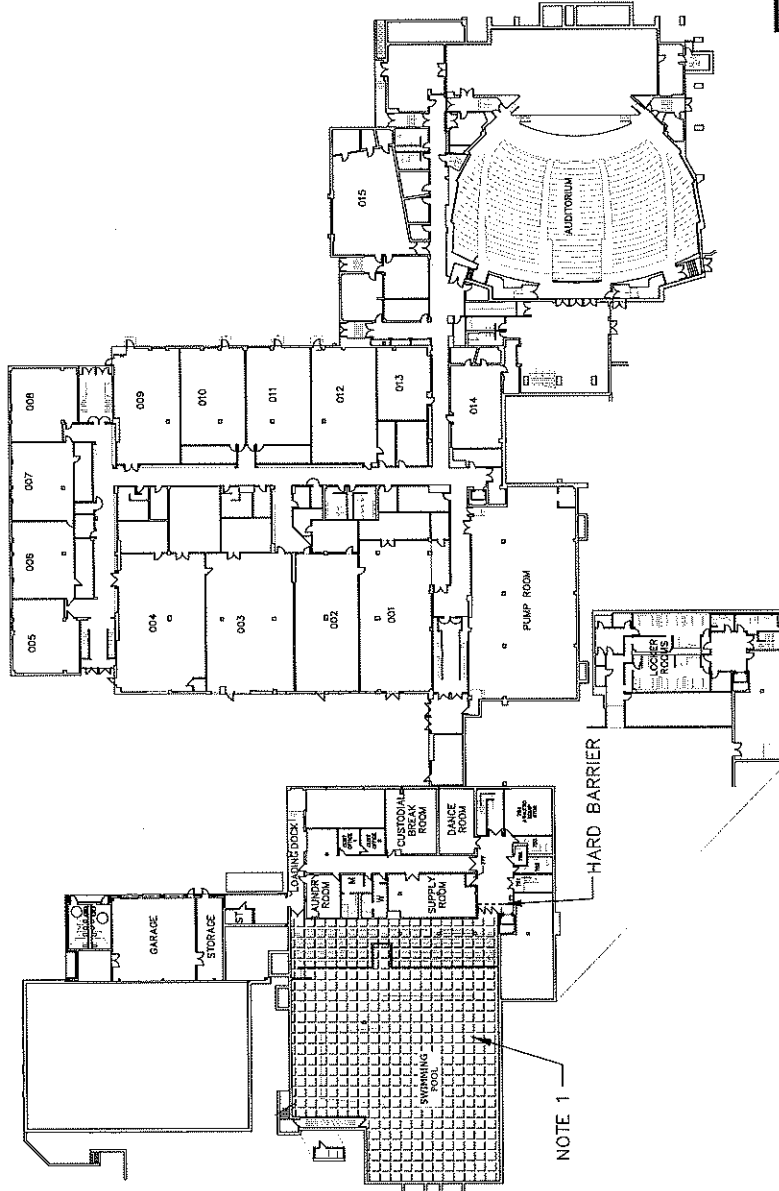 005
006
007
008
004
003
002
001
009
010
011
012
013
014
015
AUDITORIUM
PUMP ROOM
LOCKER
ROOMS
HARD BARRIER
LOADING DOCK
CUSTODIAL
BREAK
ROOM
DANCE
ROOM
LAUNDRY
ROOM
M
W
SUPPLY
ROOM
GARAGE
STORAGE
ST
SWIMMING
POOL
NOTE 1